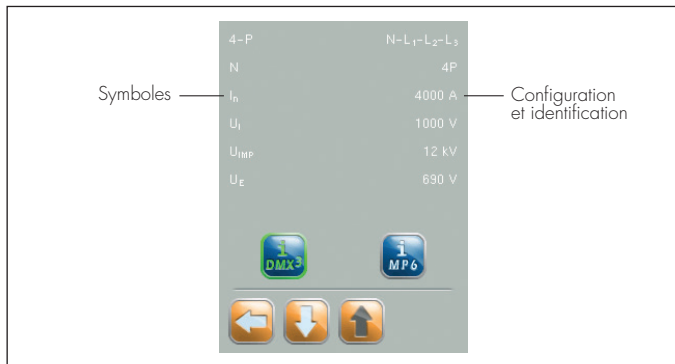 4-P N-L₁-L₂-L₃
N 4P
Symboles Iₙ 4000 A Configuration
et identification
Uᵢ 1000 V
U_IMP 12 kV
U_E 690 V
i DMX³ i MP6